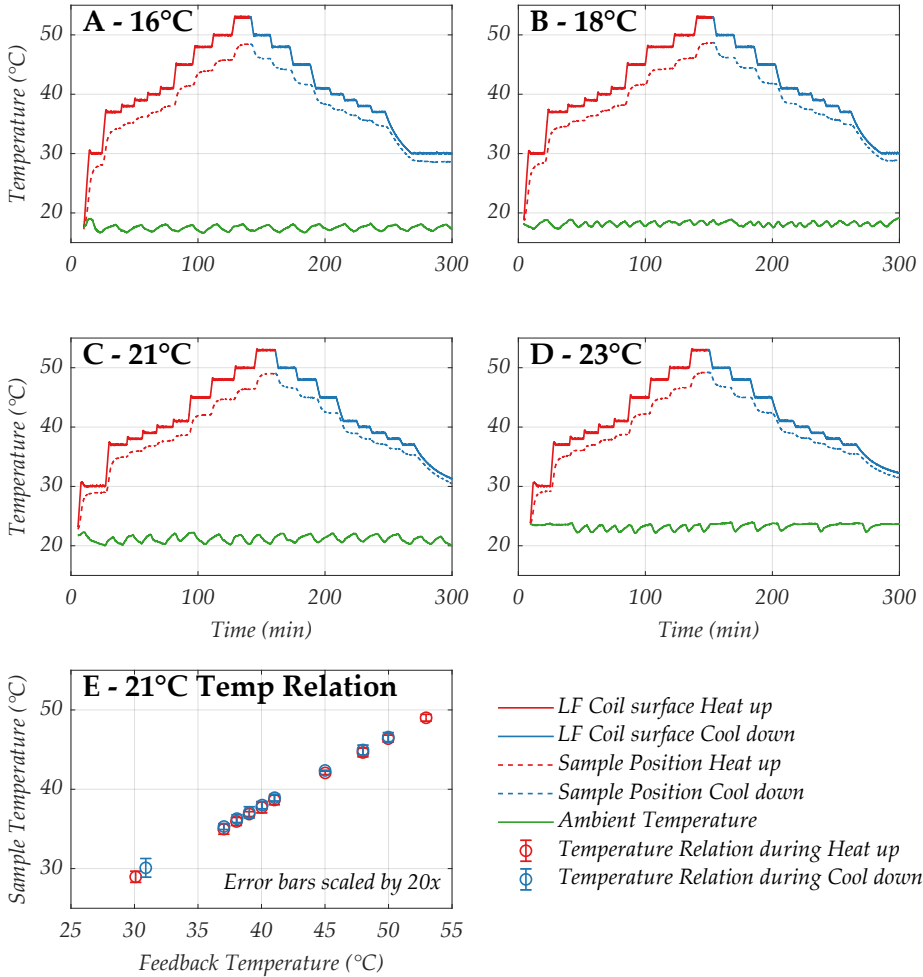 A - 16°C
B - 18°C
Temperature (°C)
50
40
30
20
0
100
200
300
50
40
30
20
0
100
200
300
C - 21°C
D - 23°C
Temperature (°C)
50
40
30
20
0
100
200
300
Time (min)
50
40
30
20
0
100
200
300
Time (min)
E - 21°C Temp Relation
Sample Temperature (°C)
50
40
30
Error bars scaled by 20x
25
30
35
40
45
50
55
Feedback Temperature (°C)
LF Coil surface Heat up
LF Coil surface Cool down
Sample Position Heat up
Sample Position Cool down
Ambient Temperature
Temperature Relation during Heat up
Temperature Relation during Cool down